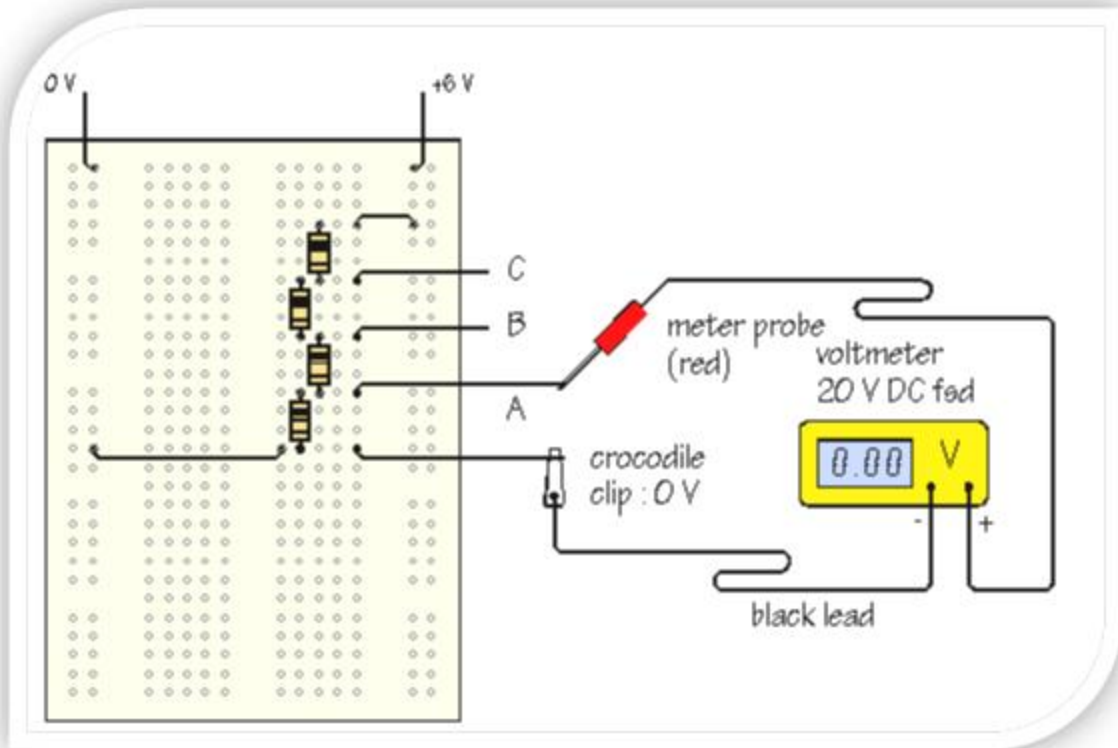 0 V
+6 V
C
B
A
meter probe
(red)
voltmeter
20 V DC fsd
0.00
V
- +
crocodile
clip : 0 V
black lead